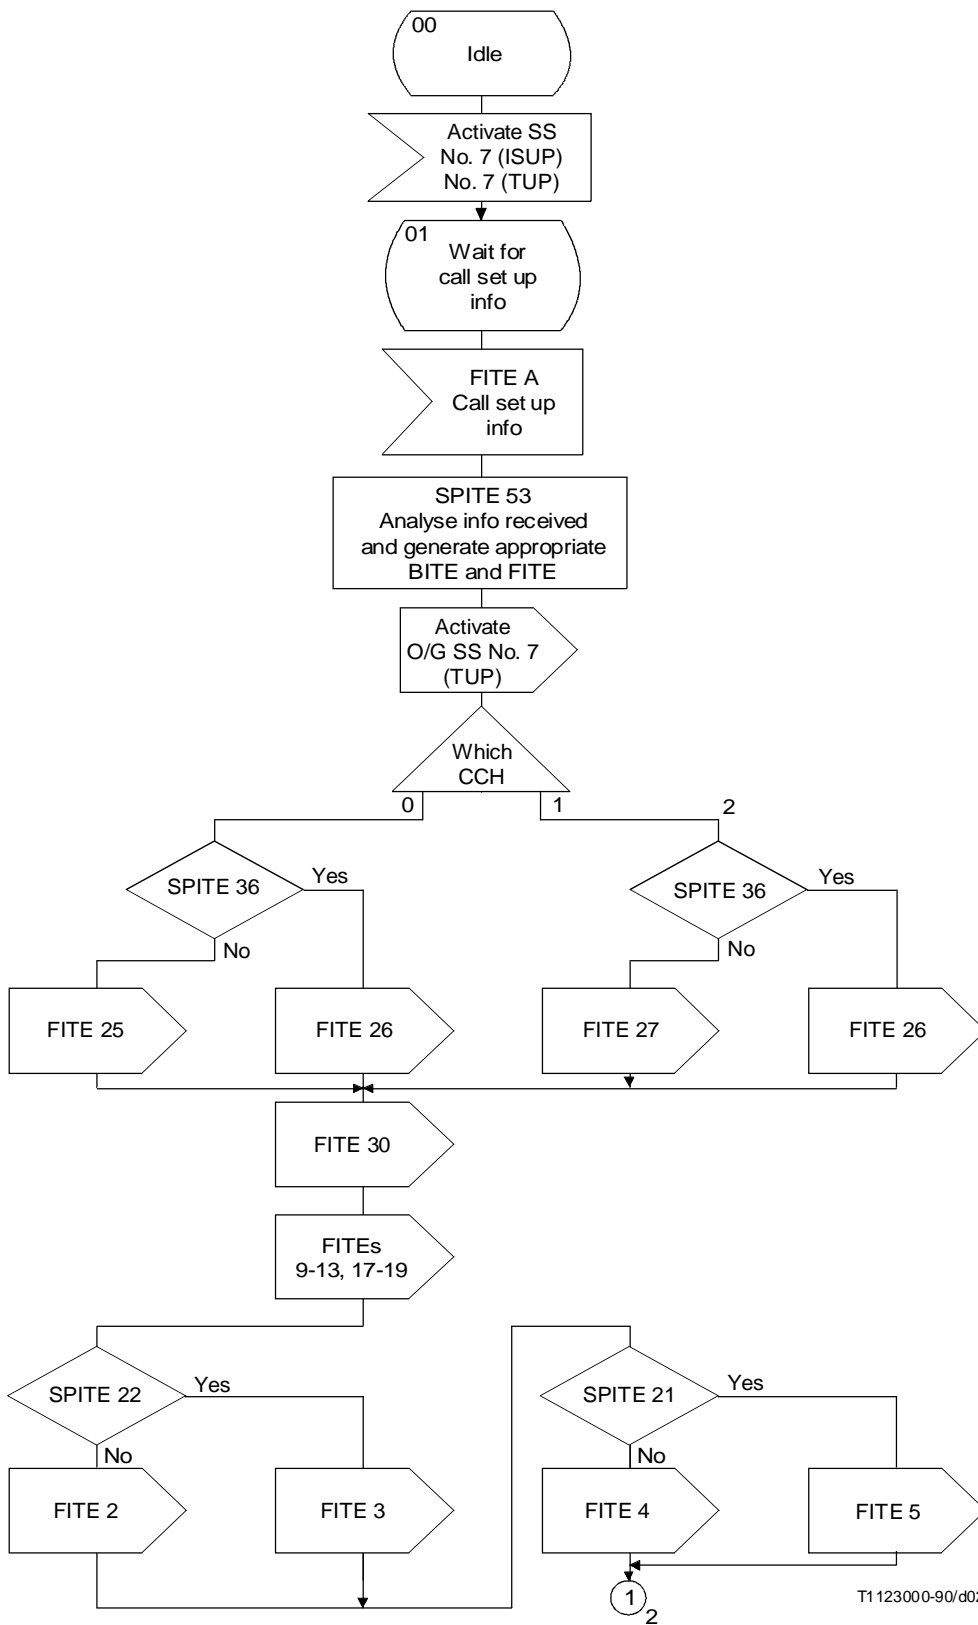 00
Idle
Activate SS
No. 7 (ISUP)
No. 7 (TUP)
01
Wait for
call set up
info
FITE A
Call set up
info
SPITE 53
Analyse info received
and generate appropriate
BITE and FITE
Activate
O/G SS No. 7
(TUP)
Which
CCH
0
1
2
SPITE 36
Yes
No
SPITE 36
Yes
No
FITE 25
FITE 26
FITE 27
FITE 26
FITE 30
FITEs
9-13, 17-19
SPITE 22
Yes
No
SPITE 21
Yes
No
FITE 2
FITE 3
FITE 4
FITE 5
1
2
T1123000-90/d02